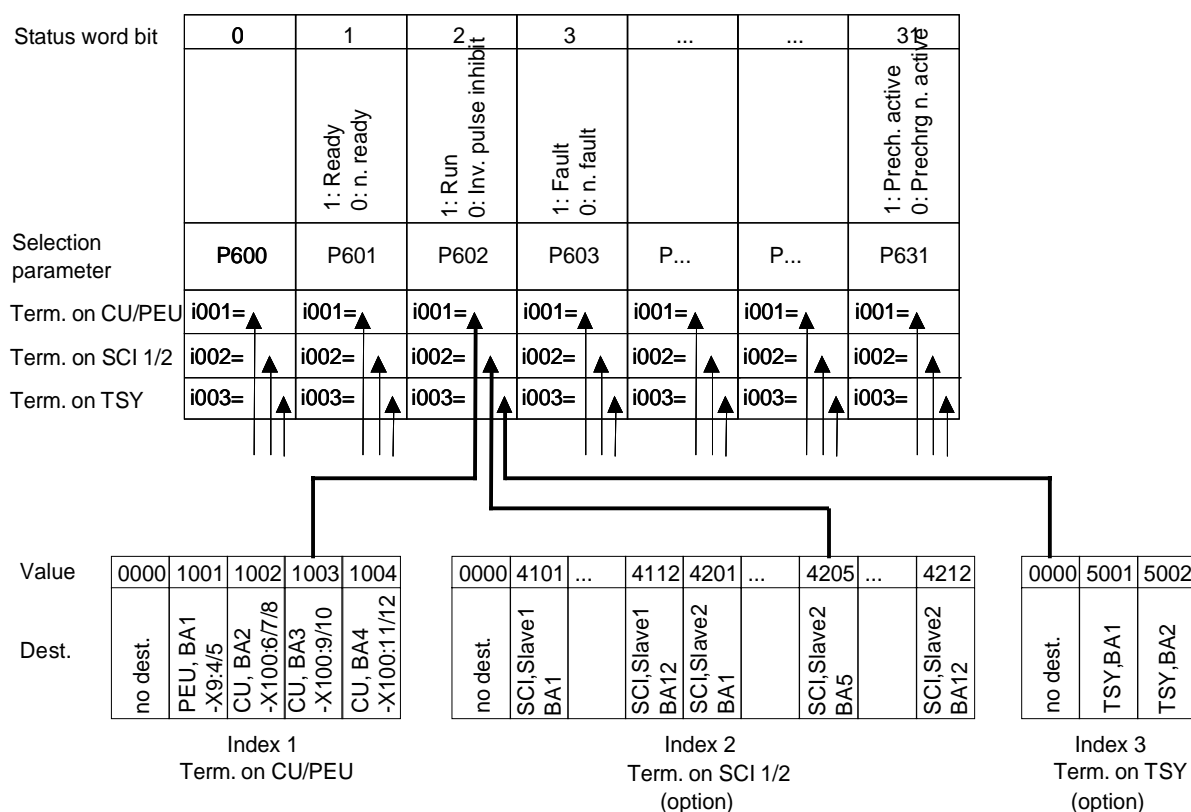 Status word bit 0 1 2 3 ... ... 31
1: Ready
0: n. ready
1: Run
0: Inv. pulse inhibit
1: Fault
0: n. fault
1: Prech. active
0: Prechrg n. active
Selection
parameter
P600 P601 P602 P603 P... P... P631
Term. on CU/PEU i001= i001= i001= i001= i001= i001= i001=
Term. on SCI 1/2 i002= i002= i002= i002= i002= i002= i002=
Term. on TSY i003= i003= i003= i003= i003= i003= i003=
Value 0000 1001 1002 1003 1004 0000 4101 ... 4112 4201 ... 4205 ... 4212 0000 5001 5002
Dest.
no dest.
PEU, BA1
-X9:4/5
CU, BA2
-X100:6/7/8
CU, BA3
-X100:9/10
CU, BA4
-X100:11/12
no dest.
SCI,Slave1
BA1
SCI,Slave1
BA12
SCI,Slave2
BA1
SCI,Slave2
BA5
SCI,Slave2
BA12
no dest.
TSY,BA1
TSY,BA2
Index 1
Term. on CU/PEU
Index 2
Term. on SCI 1/2
(option)
Index 3
Term. on TSY
(option)